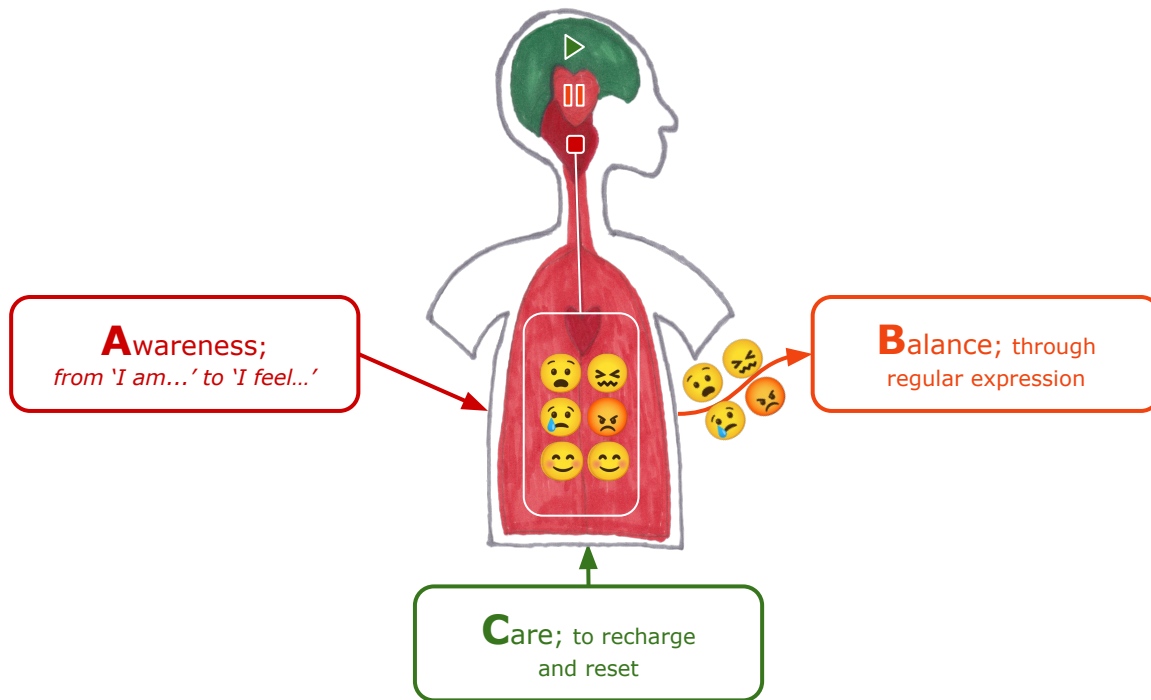 Awareness;
from ‘I am...’ to ‘I feel...’
Balance; through
regular expression
Care; to recharge
and reset